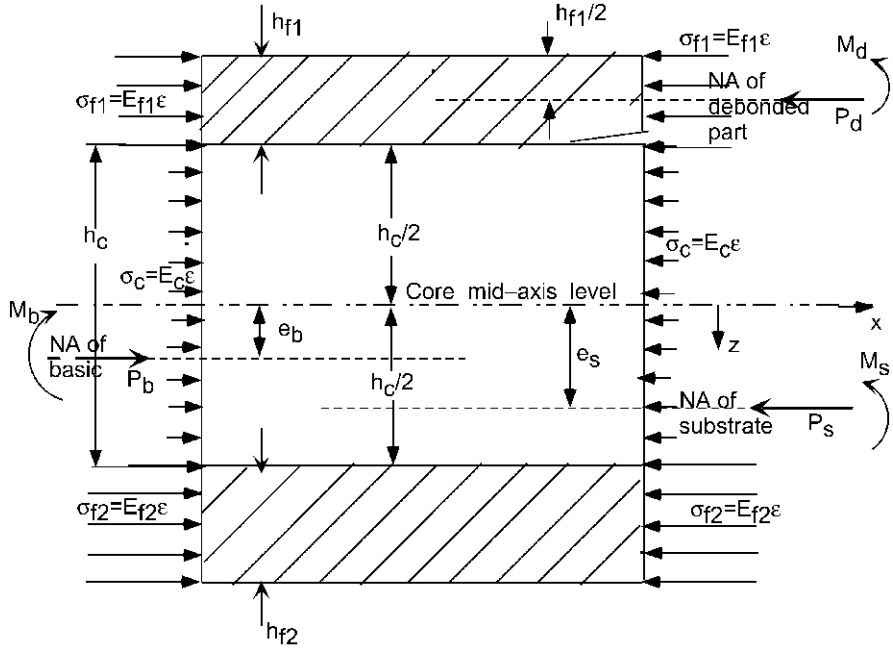 h_f1
h_f1/2
σ_f1=E_f1ε
M_d
σ_f1=E_f1ε
NA of
debonded
part
P_d
h_c
h_c/2
σ_c=E_cε
σ_c=E_cε
Core mid–axis level
x
M_b
NA of
basic
P_b
e_b
h_c/2
e_s
z
M_s
NA of
substrate
P_s
σ_f2=E_f2ε
σ_f2=E_f2ε
h_f2